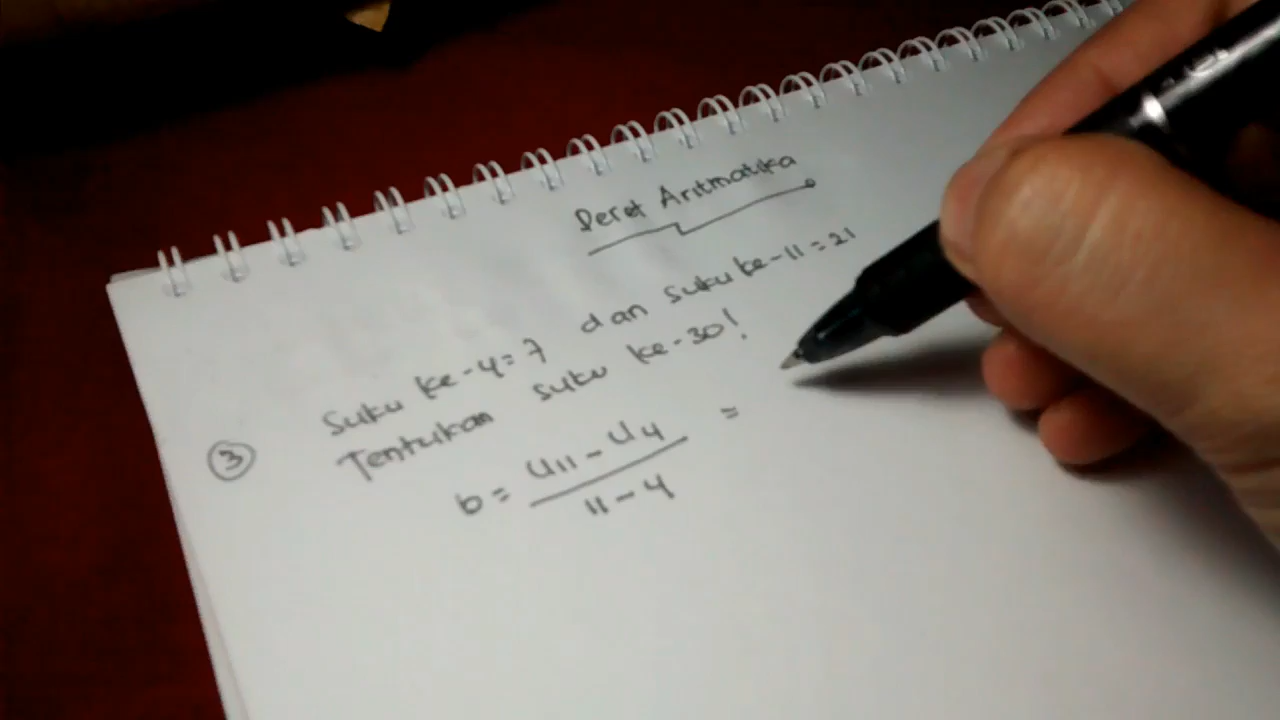 Deret Aritmatika
③ Suku ke-4=7 dan suku ke-11=21
Tentukan suku ke-30!
b = U11 - U4 / 11 - 4 =